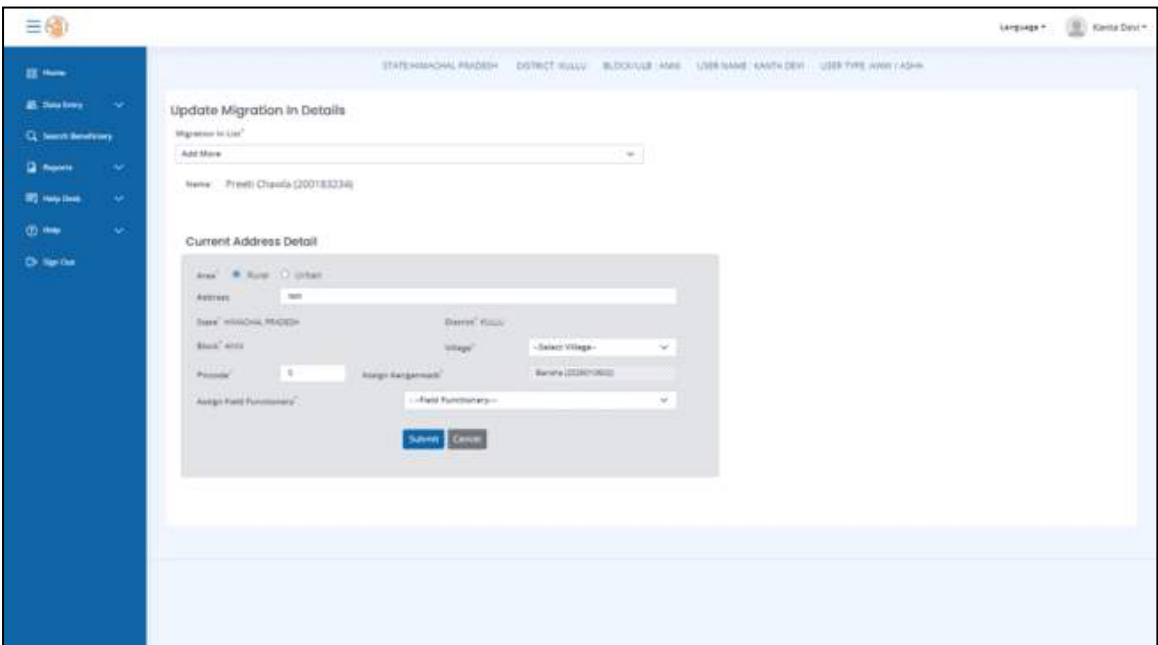 Language
Kanta Devi
STATE:HIMACHAL PRADESH DISTRICT :KULLU BLOCK/ULB : ANNI USER NAME : KANTA DEVI USER TYPE :AWW / ASHA
Home
Data Entry
Search Beneficiary
Reports
Help Desk
Help
Sign Out
Update Migration In Details
Migration In List*
Add More
Name: Preeti Chawla (200183234)
Current Address Detail
Area* Rural Urban
Address
State* HIMACHAL PRADESH District* KULLU
Block* ANNI Village* --Select Village--
Pincode* Assign Aanganwadi* Barsha
Assign Field Functionary* ---Field Functionary---
Submit Cancel